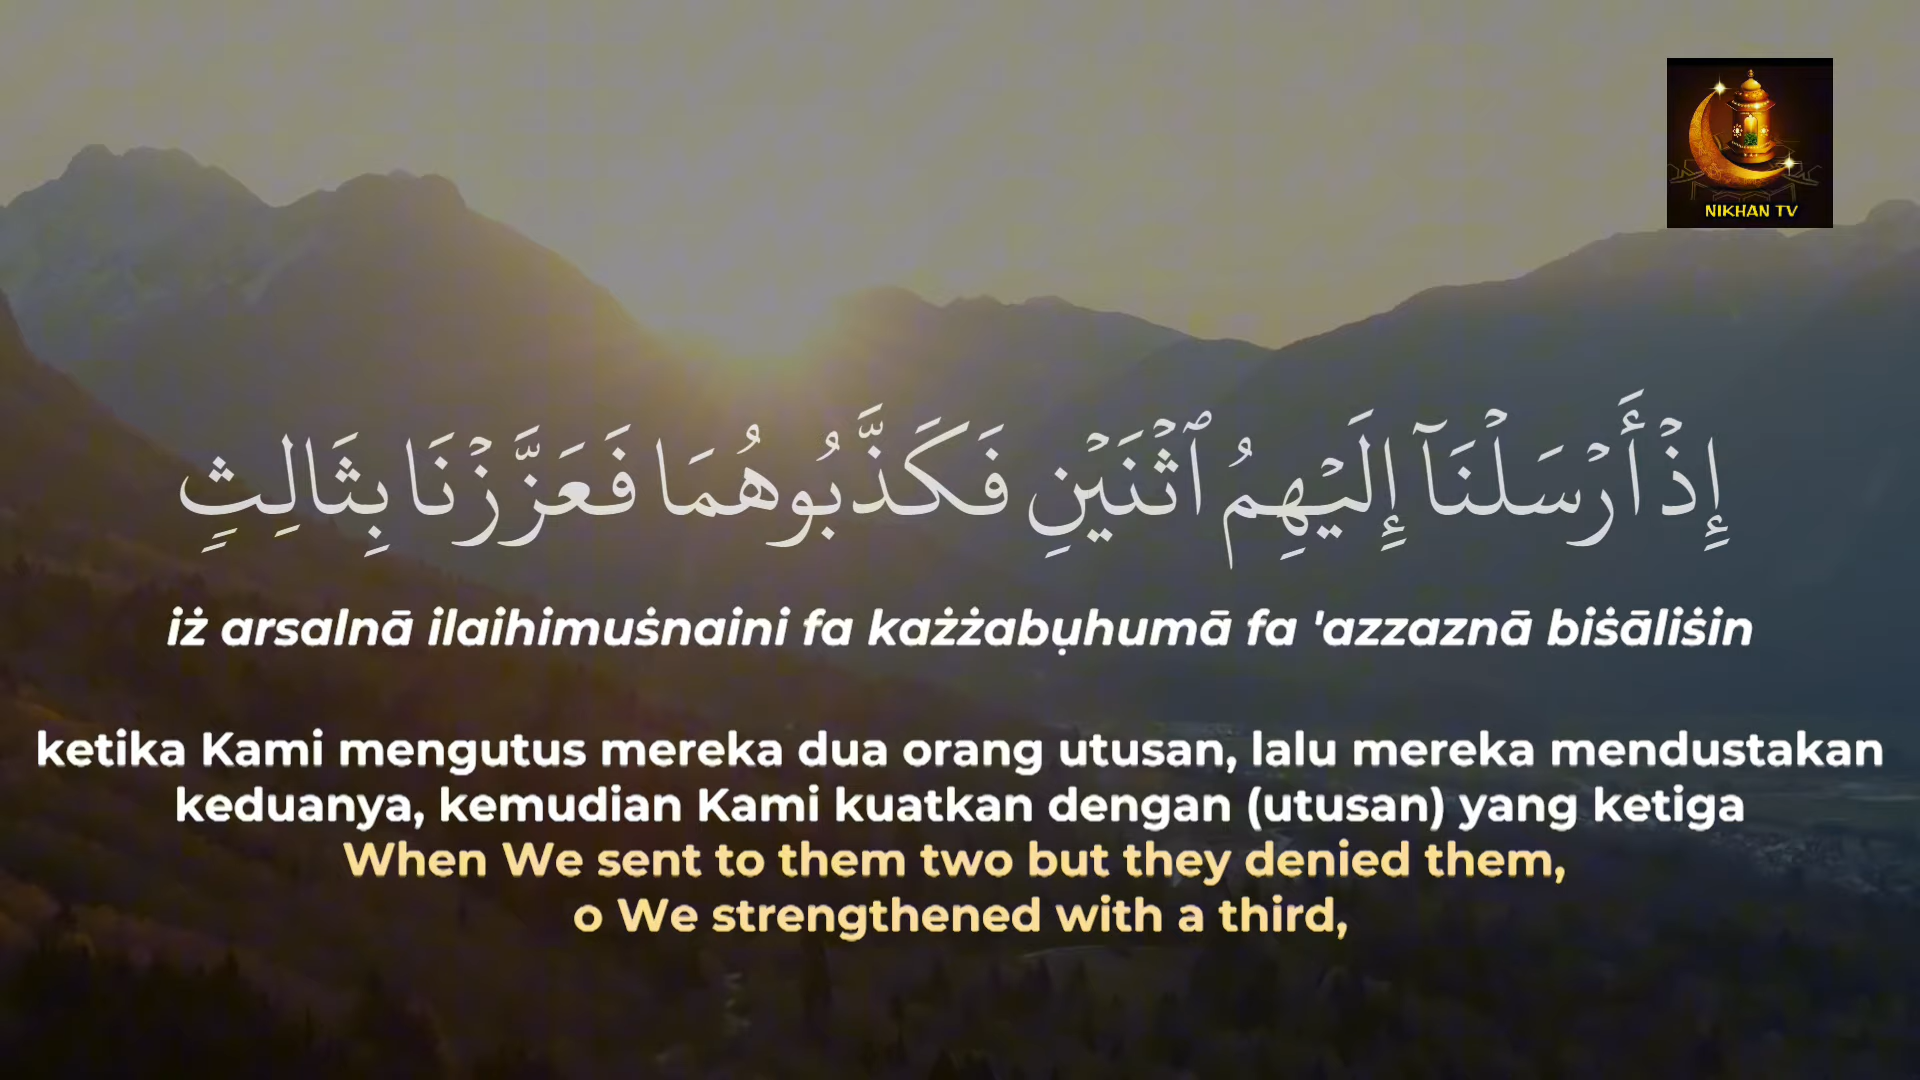 NIKHAN TV
إِذْ أَرْسَلْنَآ إِلَيْهِمُ ٱثْنَيْنِ فَكَذَّبُوهُمَا فَعَزَّزْنَا بِثَالِثٍ
iż arsalnā ilaihimuṡnaini fa każżabụhumā fa 'azzaznā biṡāliṡin
ketika Kami mengutus mereka dua orang utusan, lalu mereka mendustakan
keduanya, kemudian Kami kuatkan dengan (utusan) yang ketiga
When We sent to them two but they denied them,
o We strengthened with a third,